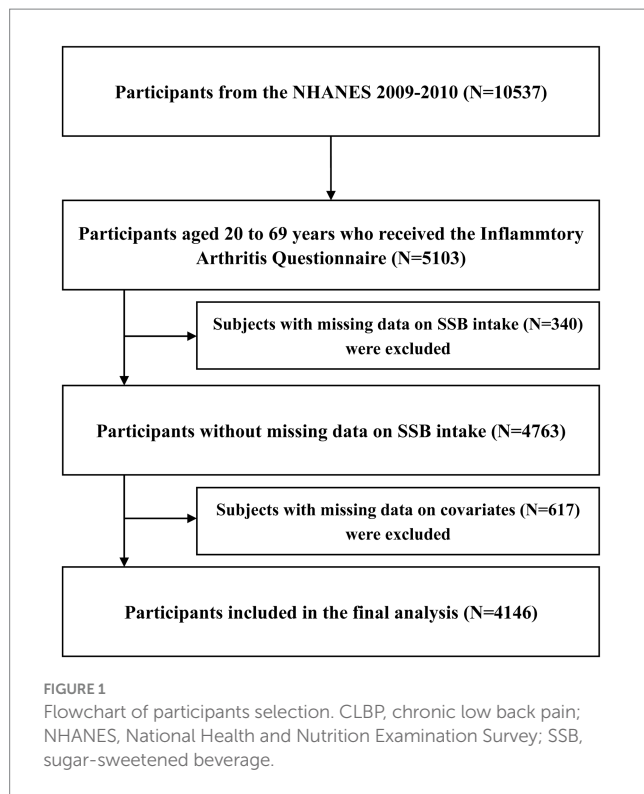 Participants from the NHANES 2009-2010 (N=10537)
Participants aged 20 to 69 years who received the Inflammtory
Arthritis Questionnaire (N=5103)
Subjects with missing data on SSB intake (N=340)
were excluded
Participants without missing data on SSB intake (N=4763)
Subjects with missing data on covariates (N=617)
were excluded
Participants included in the final analysis (N=4146)
FIGURE 1
Flowchart of participants selection. CLBP, chronic low back pain;
NHANES, National Health and Nutrition Examination Survey; SSB,
sugar-sweetened beverage.